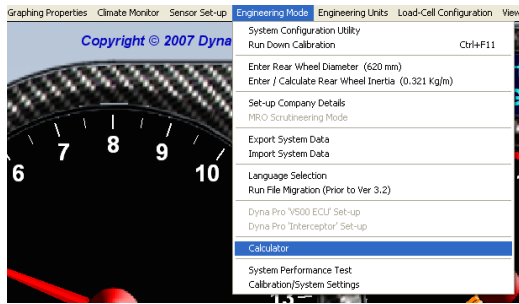 Graphing Properties Climate Monitor Sensor Set-up Engineering Mode Engineering Units Load-Cell Configuration View
Copyright © 2007 Dyna
System Configuration Utility
Run Down Calibration Ctrl+F11
Enter Rear Wheel Diameter (620 mm)
Enter / Calculate Rear Wheel Inertia (0.321 Kg/m)
Set-up Company Details
MRO Scrutineering Mode
Export System Data
Import System Data
Language Selection
Run File Migration (Prior to Ver 3.2)
Dyna Pro 'V500 ECU' Set-up
Dyna Pro 'Interceptor' Set-up
Calculator
System Performance Test
Calibration/System Settings
6 7 8 9 10
13